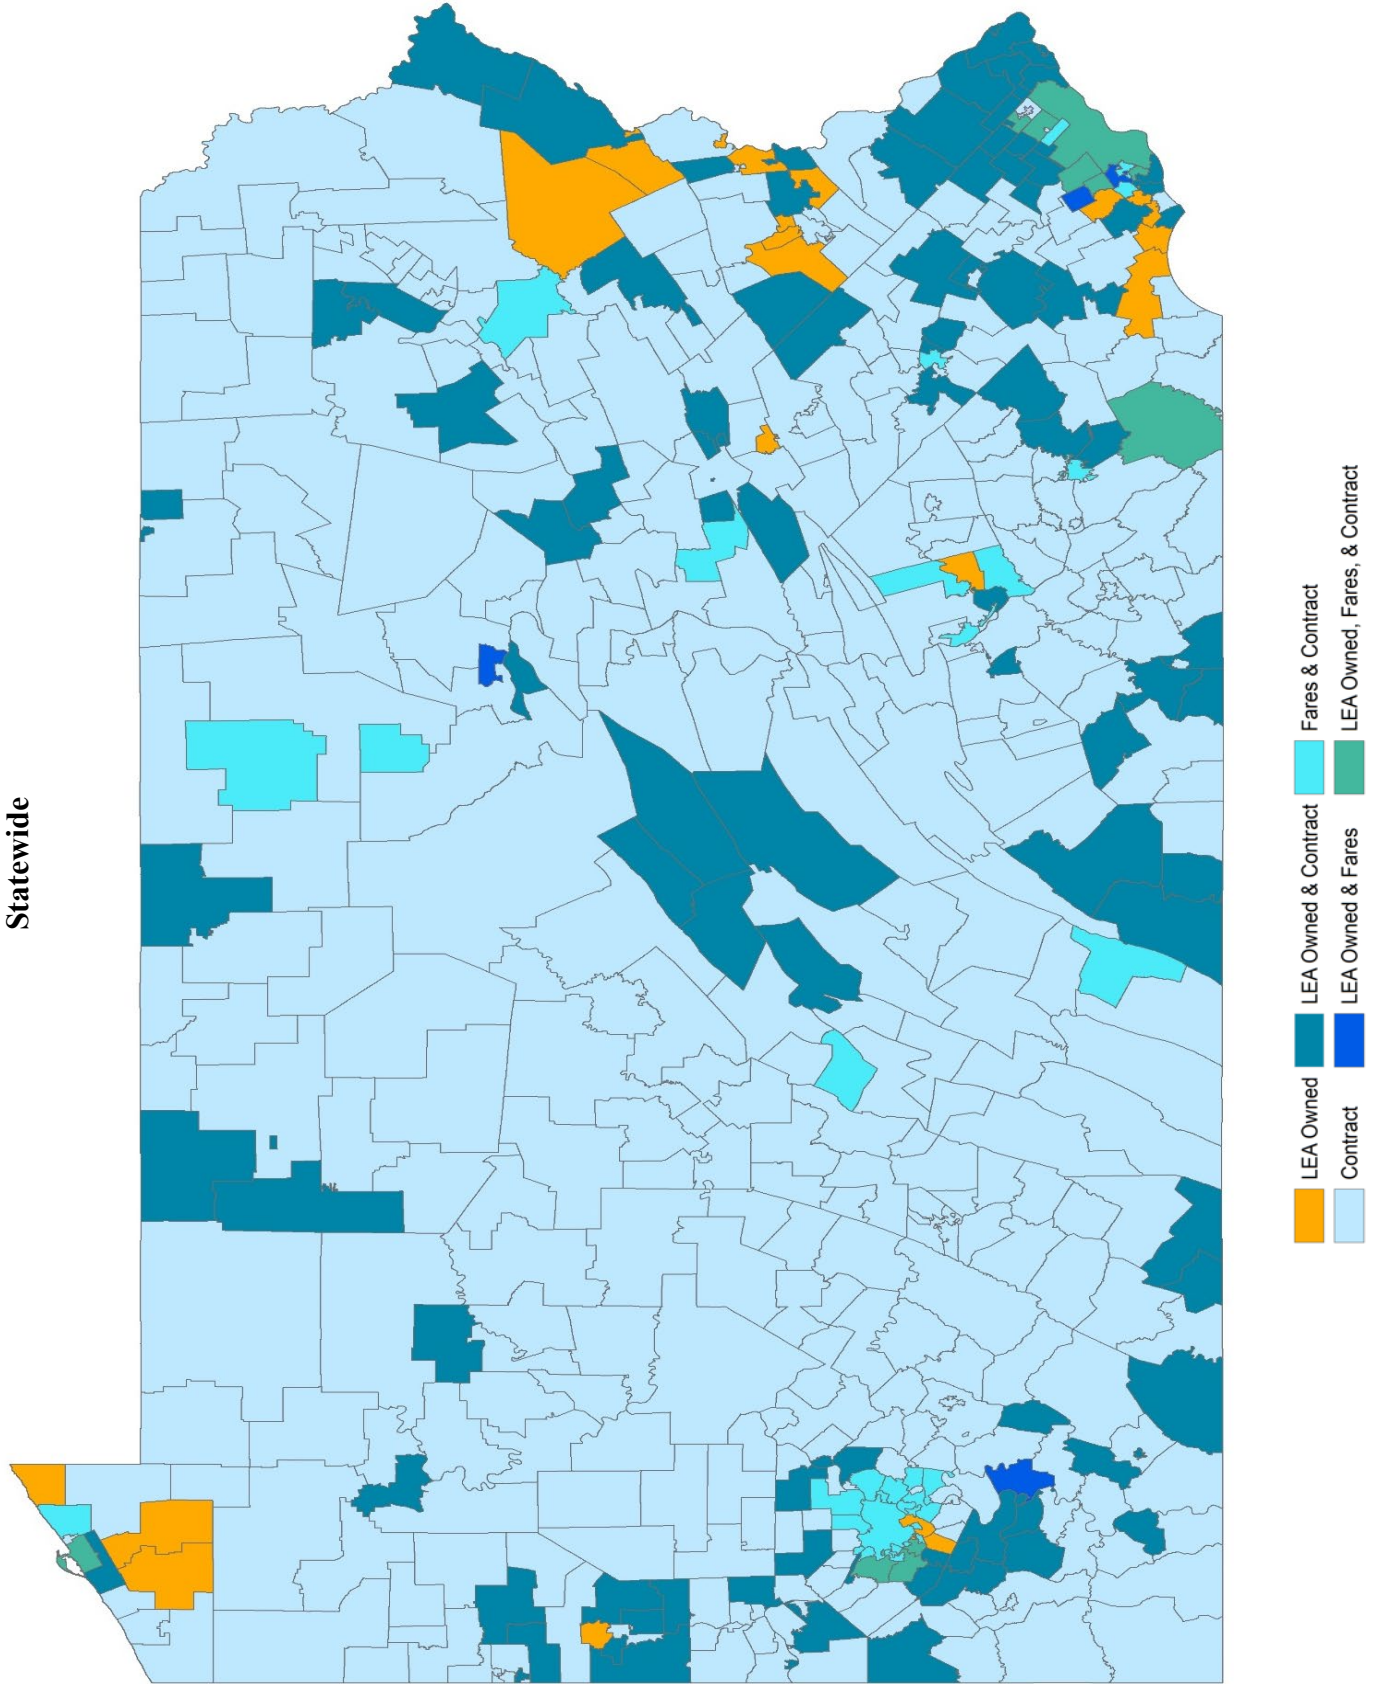 Statewide
LEA Owned
LEA Owned & Contract
Fares & Contract
Contract
LEA Owned & Fares
LEA Owned, Fares, & Contract